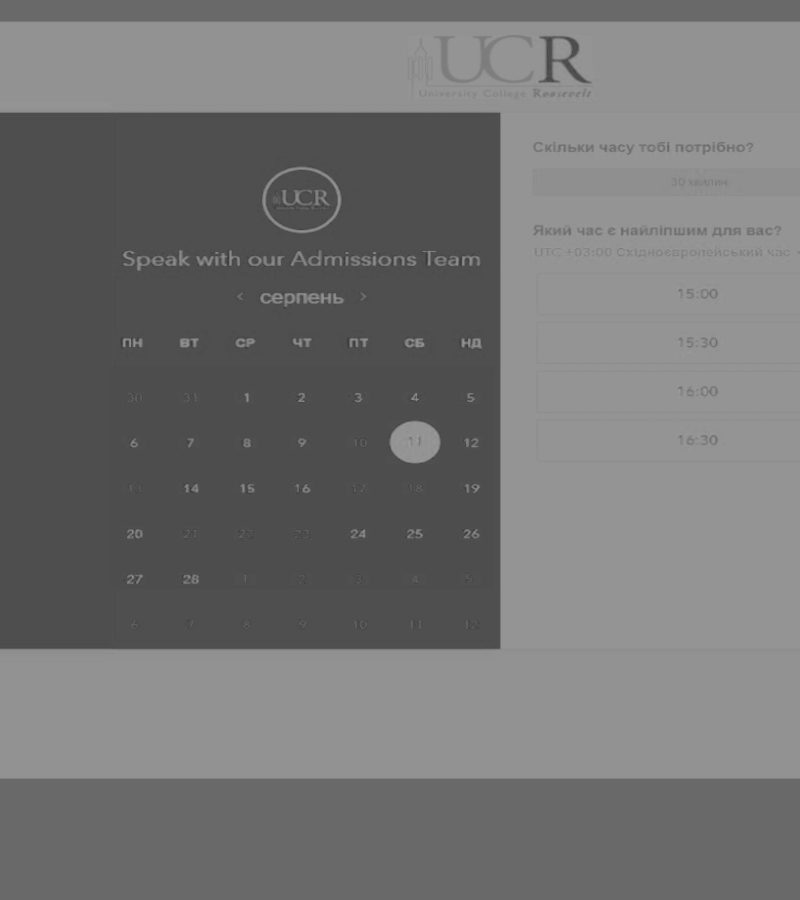 UCR
University College Roosevelt
UCR
Speak with our Admissions Team
‹ серпень ›
ПН ВТ СР ЧТ ПТ СБ НД
30 31 1 2 3 4 5
6 7 8 9 10 11 12
13 14 15 16 17 18 19
20 21 22 23 24 25 26
27 28 1 2 3 4 5
6 7 8 9 10 11 12
Скільки часу тобі потрібно?
30 хвилин
Який час є найліпшим для вас?
UTC +03:00 Східноєвропейський час
15:00
15:30
16:00
16:30